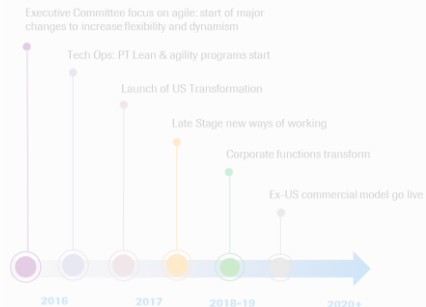 Executive Committee focus on agile: start of major
changes to increase flexibility and dynamism
Tech Ops: PT Lean & agility programs start
Launch of US Transformation
Late Stage new ways of working
Corporate functions transform
Ex-US commercial model go live
2016 2017 2018-19 2020+